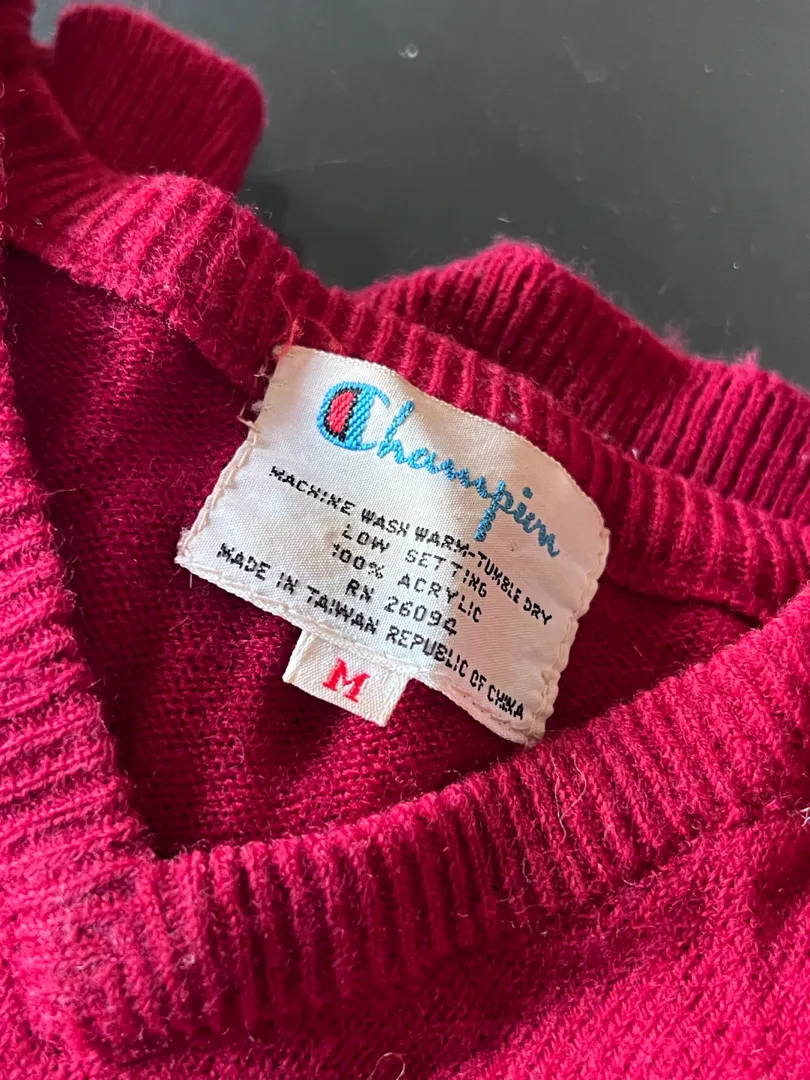 Champion
MACHINE WASH WARM-TUMBLE DRY
LOW SETTING
100% ACRYLIC
RN 26094
MADE IN TAIWAN REPUBLIC OF CHINA
M